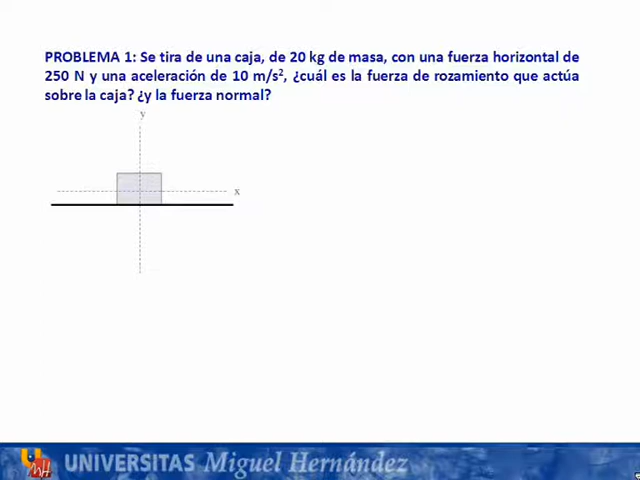 PROBLEMA 1: Se tira de una caja, de 20 kg de masa, con una fuerza horizontal de
250 N y una aceleración de 10 m/s², ¿cuál es la fuerza de rozamiento que actúa
sobre la caja? ¿y la fuerza normal?
y
x
UNIVERSITAS Miguel Hernández